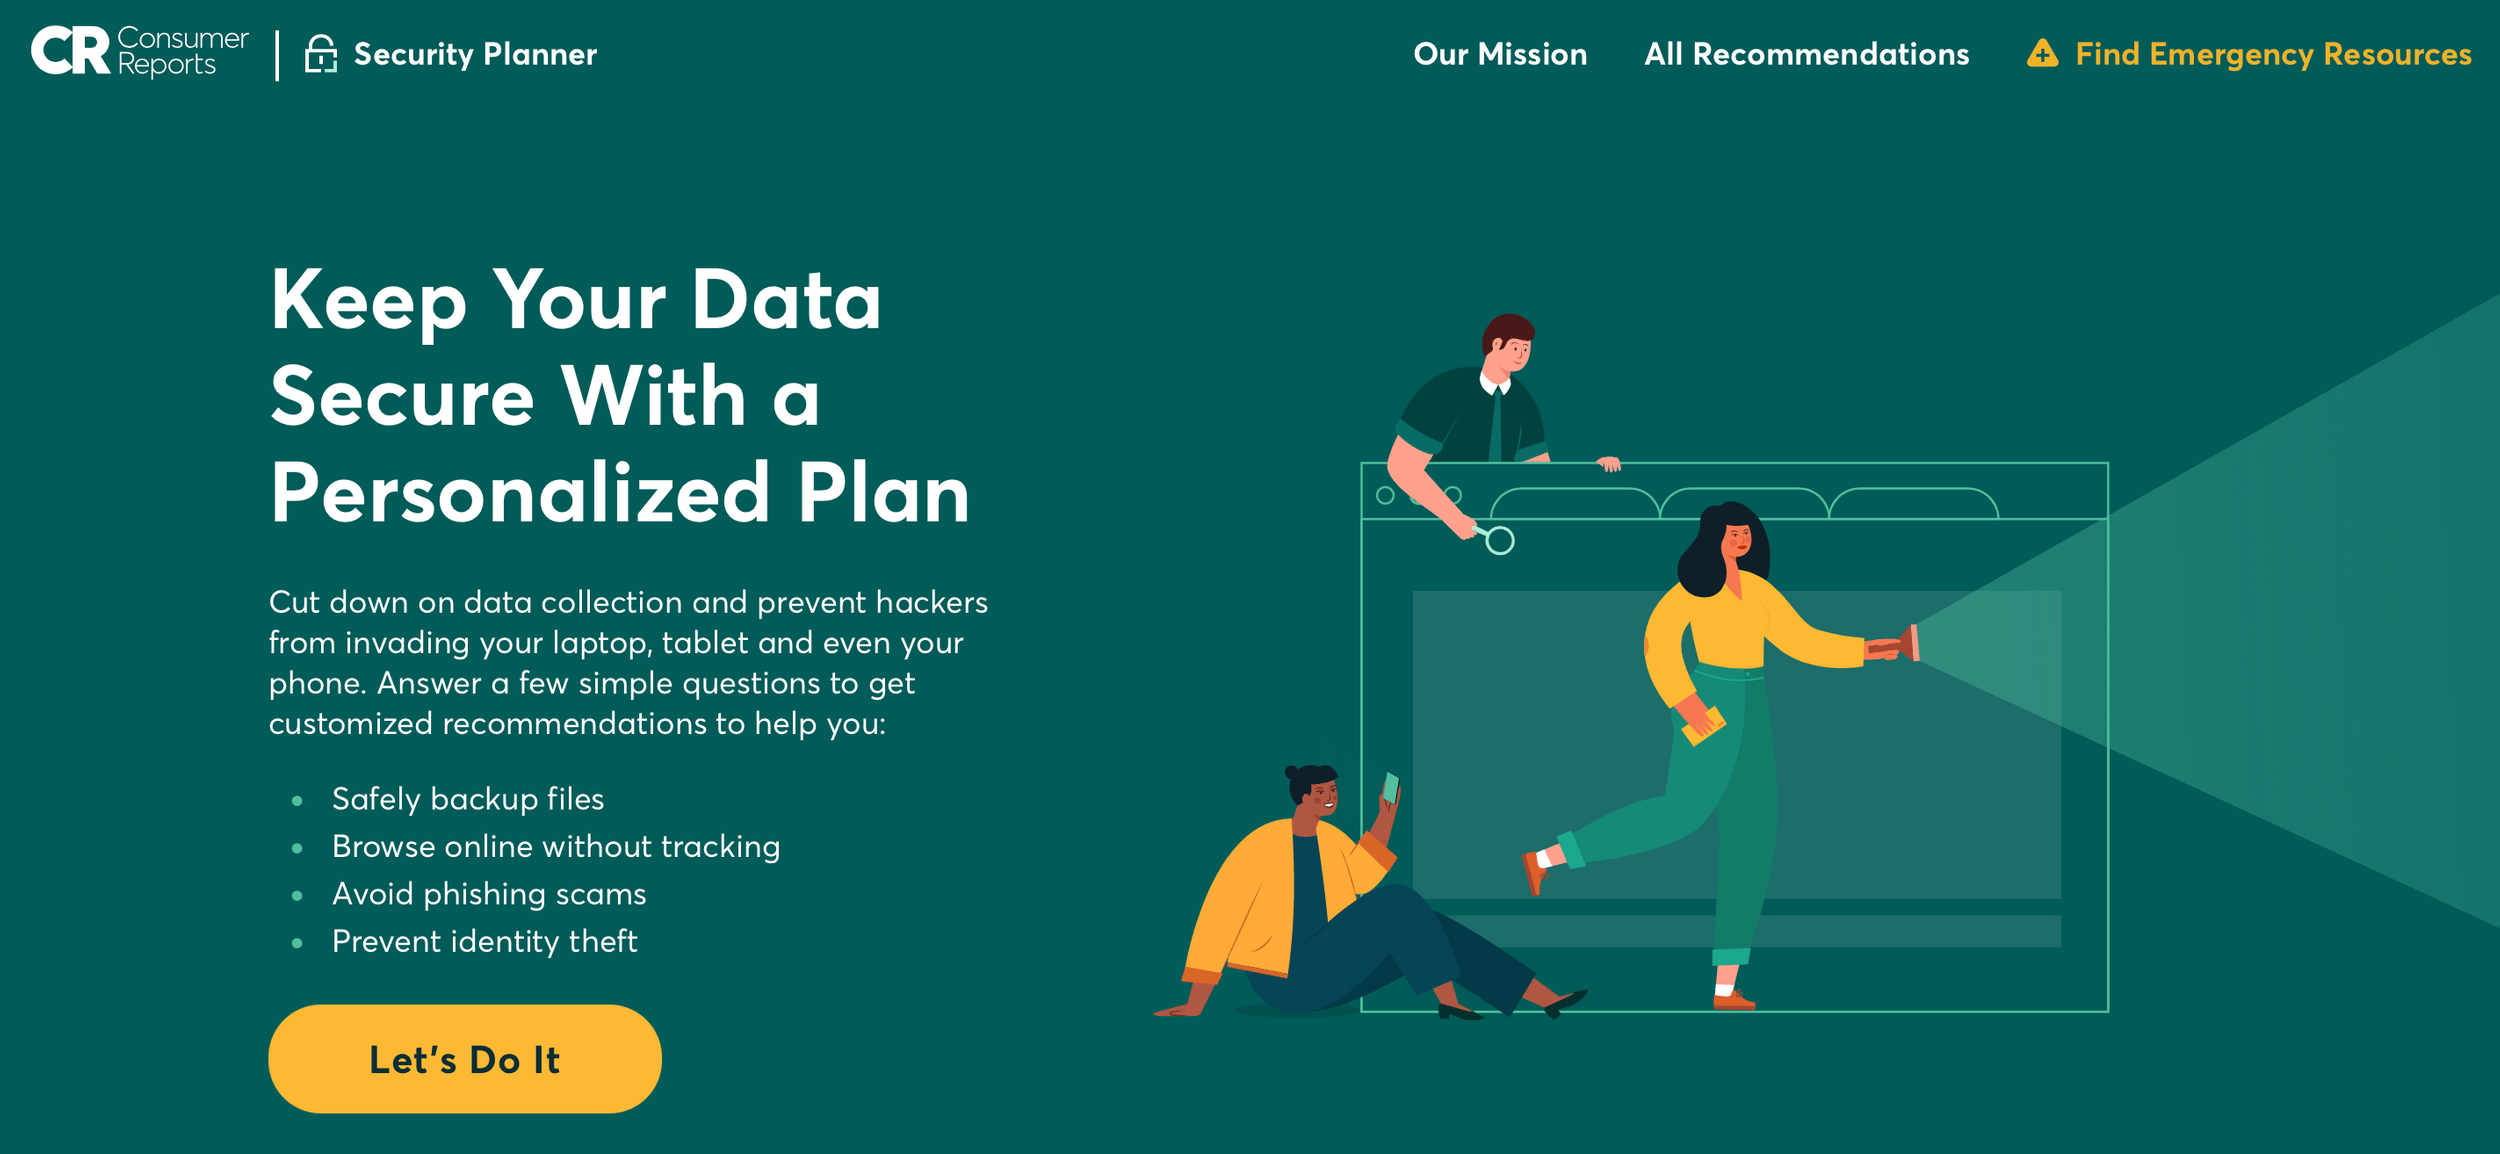 CR Consumer Reports
Security Planner
Our Mission
All Recommendations
Find Emergency Resources
Keep Your Data
Secure With a
Personalized Plan
Cut down on data collection and prevent hackers
from invading your laptop, tablet and even your
phone. Answer a few simple questions to get
customized recommendations to help you:
Safely backup files
Browse online without tracking
Avoid phishing scams
Prevent identity theft
Let's Do It